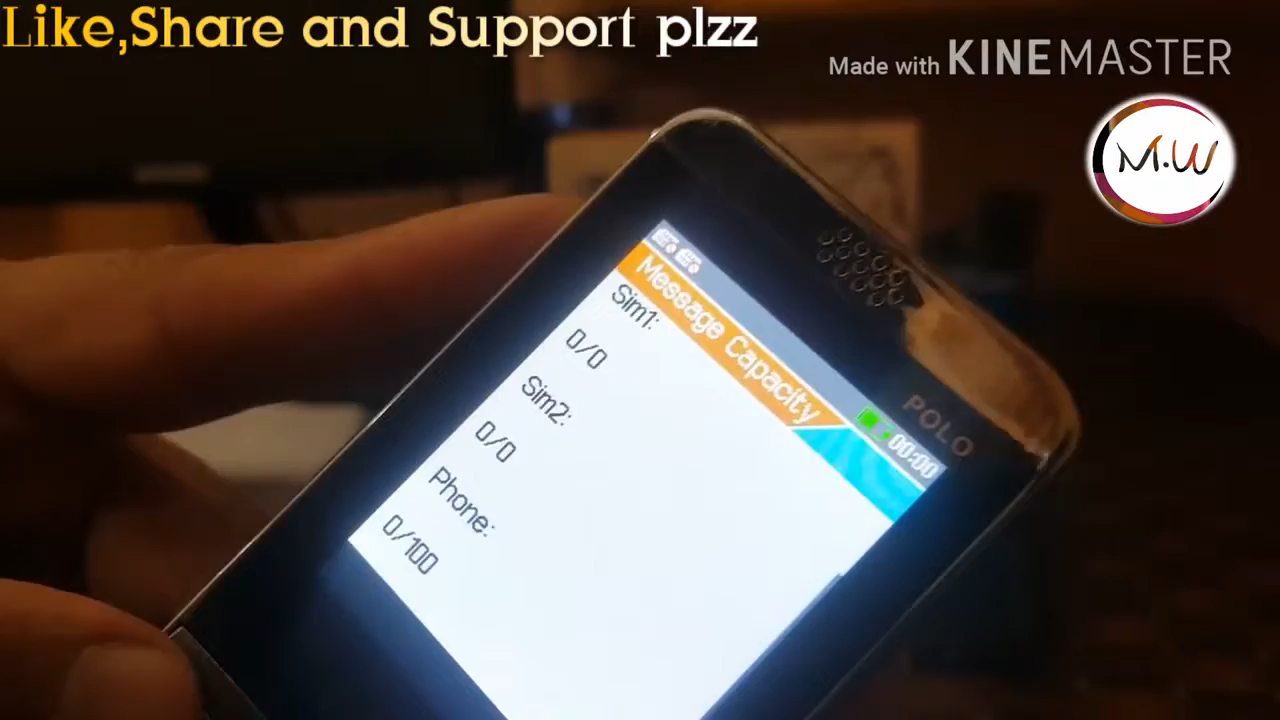 Like,Share and Support plzz
Made with KINEMASTER
M.W
POLO
00:00
Message Capacity
Sim1:
0/0
Sim2:
0/0
Phone:
0/100